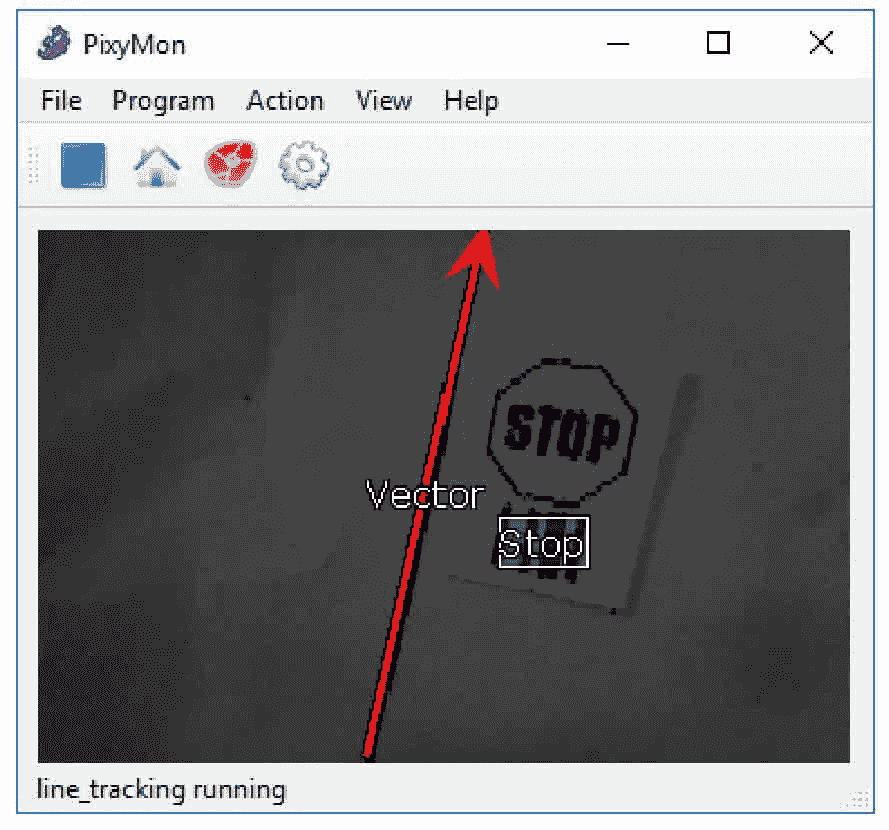 PixyMon
File Program Action View Help
STOP
Vector
Stop
line_tracking running